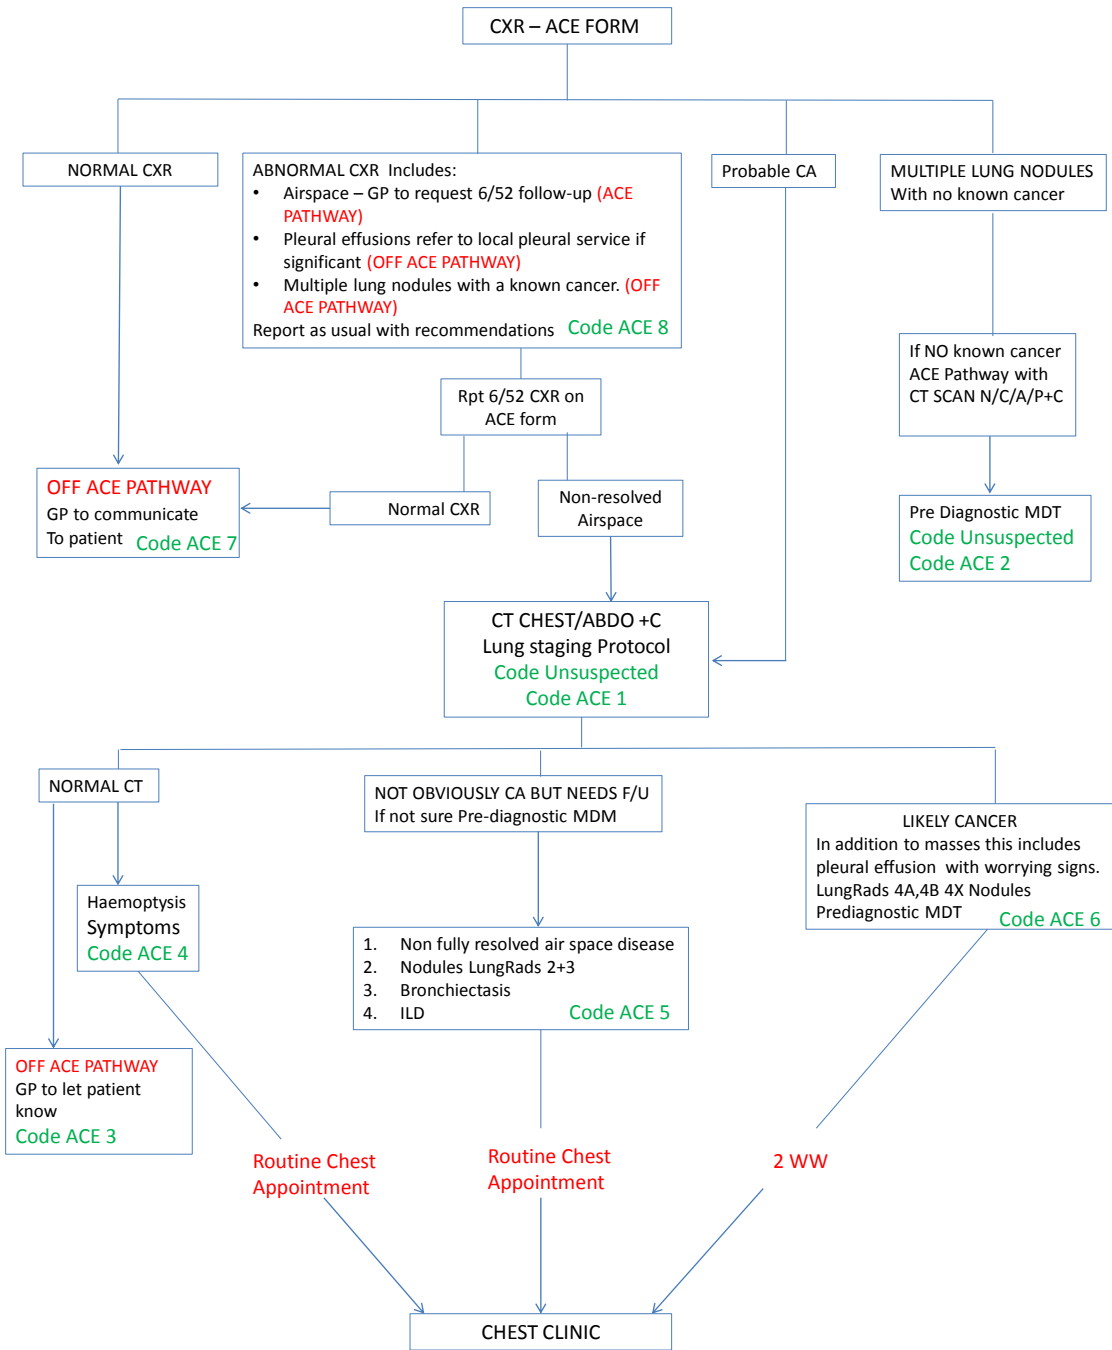 CXR – ACE FORM
NORMAL CXR
ABNORMAL CXR Includes:
• Airspace – GP to request 6/52 follow-up (ACE
PATHWAY)
• Pleural effusions refer to local pleural service if
significant (OFF ACE PATHWAY)
• Multiple lung nodules with a known cancer. (OFF
ACE PATHWAY)
Report as usual with recommendations Code ACE 8
Probable CA
MULTIPLE LUNG NODULES
With no known cancer
If NO known cancer
ACE Pathway with
CT SCAN N/C/A/P+C
Rpt 6/52 CXR on
ACE form
OFF ACE PATHWAY
GP to communicate
To patient Code ACE 7
Normal CXR
Non-resolved
Airspace
Pre Diagnostic MDT
Code Unsuspected
Code ACE 2
CT CHEST/ABDO +C
Lung staging Protocol
Code Unsuspected
Code ACE 1
NORMAL CT
NOT OBVIOUSLY CA BUT NEEDS F/U
If not sure Pre-diagnostic MDM
LIKELY CANCER
In addition to masses this includes
pleural effusion with worrying signs.
LungRads 4A,4B 4X Nodules
Prediagnostic MDT Code ACE 6
Haemoptysis
Symptoms
Code ACE 4
1. Non fully resolved air space disease
2. Nodules LungRads 2+3
3. Bronchiectasis
4. ILD Code ACE 5
OFF ACE PATHWAY
GP to let patient
know
Code ACE 3
Routine Chest
Appointment
Routine Chest
Appointment
2 WW
CHEST CLINIC